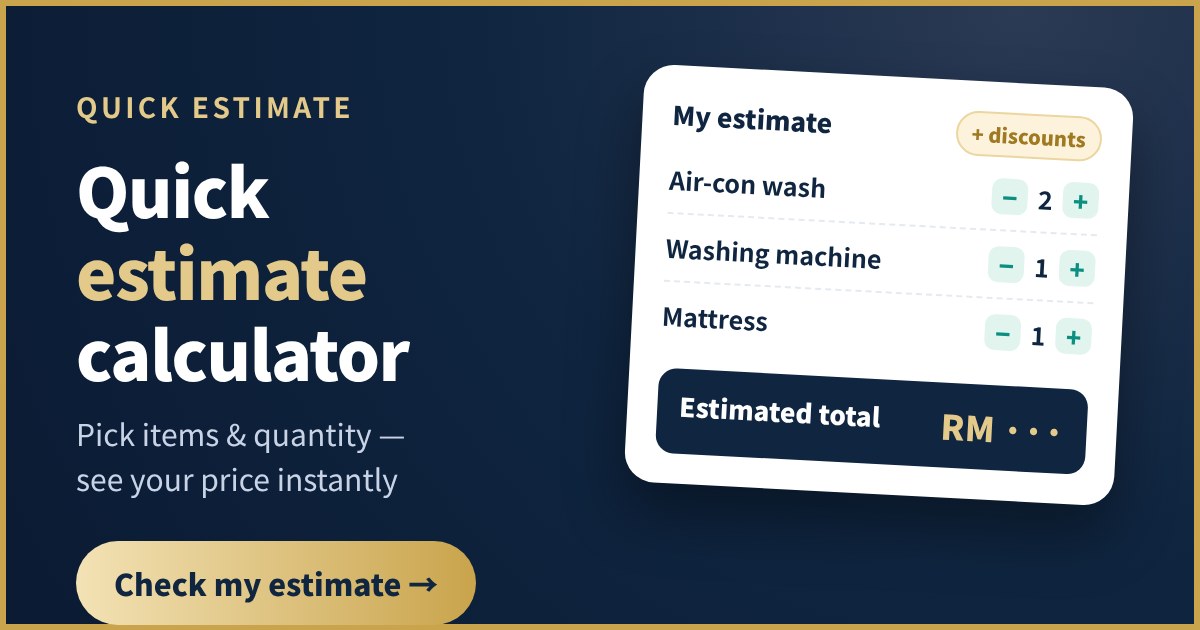 QUICK ESTIMATE
Quick
estimate
calculator
Pick items & quantity —
see your price instantly
Check my estimate →
My estimate
+ discounts
Air-con wash − 2 +
Washing machine − 1 +
Mattress − 1 +
Estimated total RM • • •